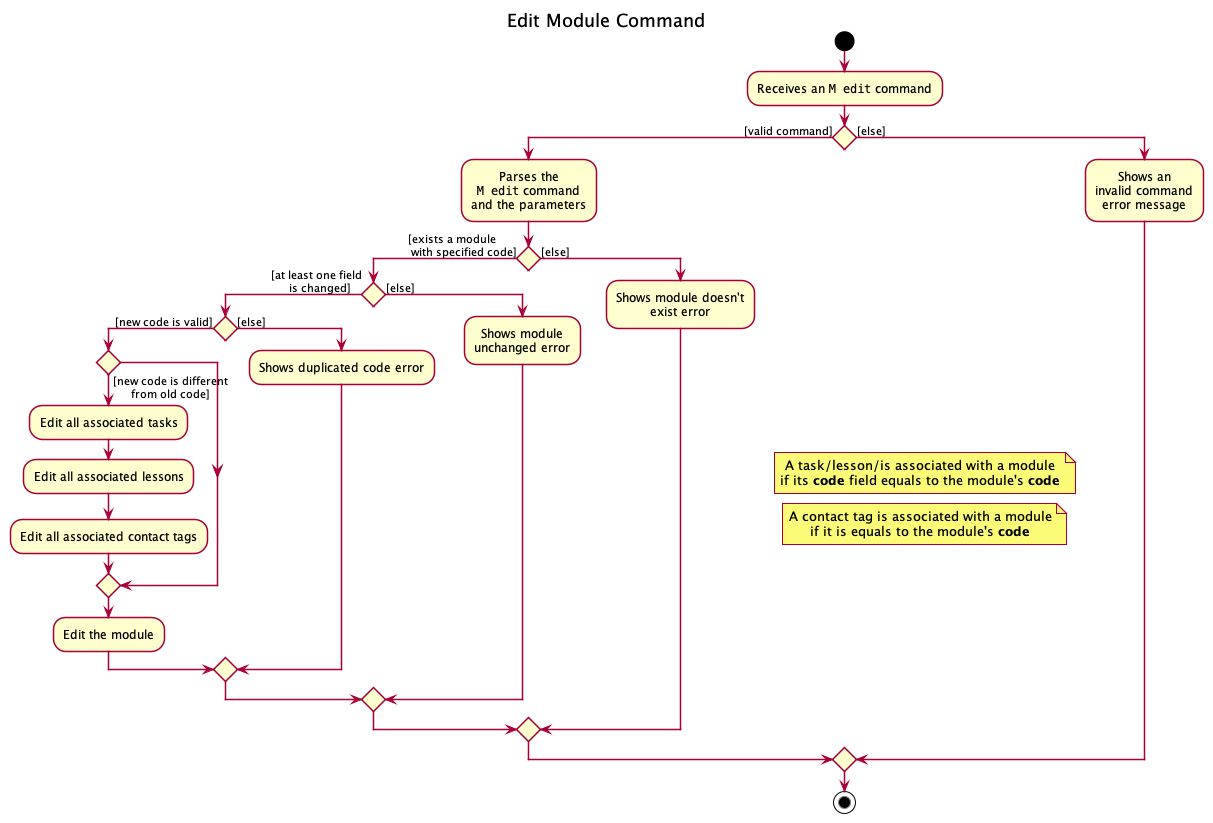 Edit Module Command
Receives an M edit command
[valid command]
[else]
Parses the
M edit command
and the parameters
Shows an
invalid command
error message
[exists a module
with specified code]
[else]
[at least one field
is changed]
[else]
Shows module doesn't
exist error
[new code is valid]
[else]
Shows module
unchanged error
Shows duplicated code error
[new code is different
from old code]
Edit all associated tasks
Edit all associated lessons
Edit all associated contact tags
Edit the module
A task/lesson/is associated with a module
if its code field equals to the module's code
A contact tag is associated with a module
if it is equals to the module's code